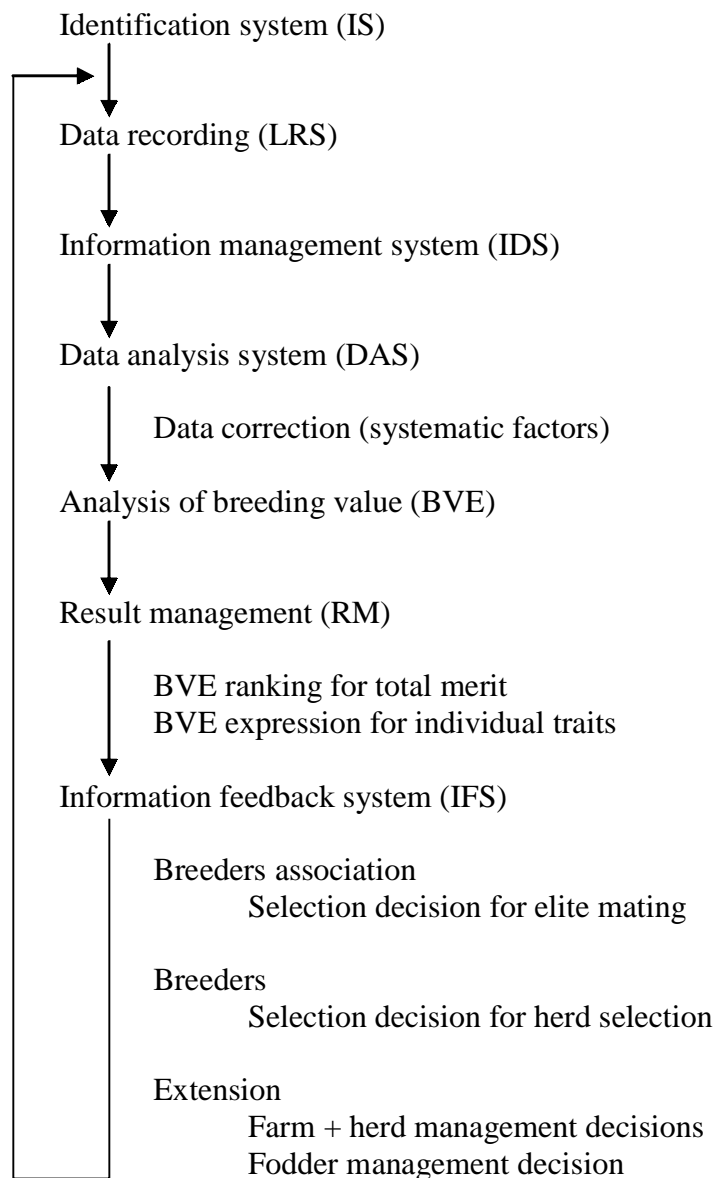 Identification system (IS)
Data recording (LRS)
Information management system (IDS)
Data analysis system (DAS)
Data correction (systematic factors)
Analysis of breeding value (BVE)
Result management (RM)
BVE ranking for total merit
BVE expression for individual traits
Information feedback system (IFS)
Breeders association
Selection decision for elite mating
Breeders
Selection decision for herd selection
Extension
Farm + herd management decisions
Fodder management decision